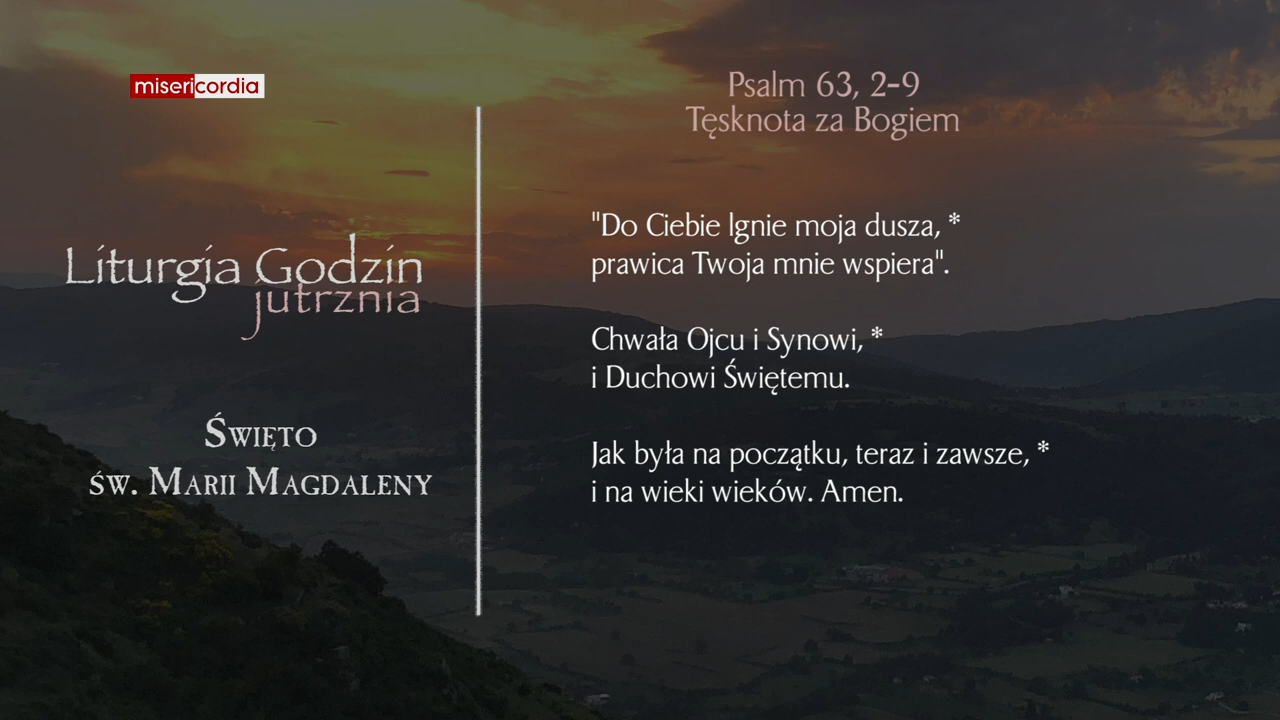 misericordia
Liturgia Godzin
jutrznia
Święto
św. Marii Magdaleny
Psalm 63, 2-9
Tęsknota za Bogiem
"Do Ciebie lgnie moja dusza, *
prawica Twoja mnie wspiera".
Chwała Ojcu i Synowi, *
i Duchowi Świętemu.
Jak była na początku, teraz i zawsze, *
i na wieki wieków. Amen.